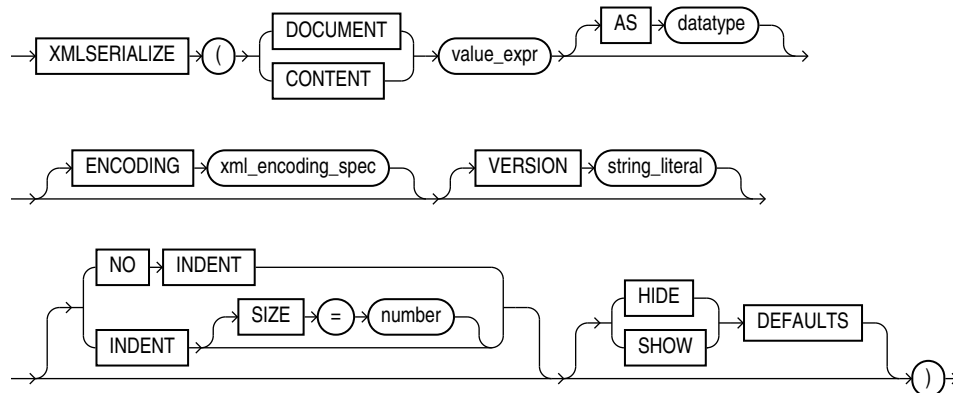 AS datatype
DOCUMENT
XMLSERIALIZE ( value_expr
CONTENT
ENCODING xml_encoding_spec VERSION string_literal
NO INDENT
SIZE = number HIDE
DEFAULTS
INDENT SHOW
)